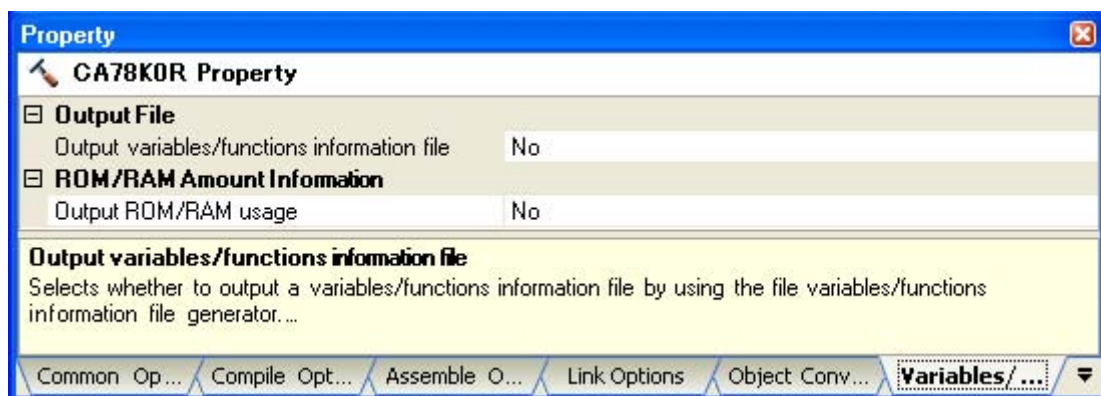 Property
CA78K0R Property
Output File
Output variables/functions information file No
ROM/RAM Amount Information
Output ROM/RAM usage No
Output variables/functions information file
Selects whether to output a variables/functions information file by using the file variables/functions
information file generator....
Common Op... Compile Opt... Assemble O... Link Options Object Conv... Variables/ ...